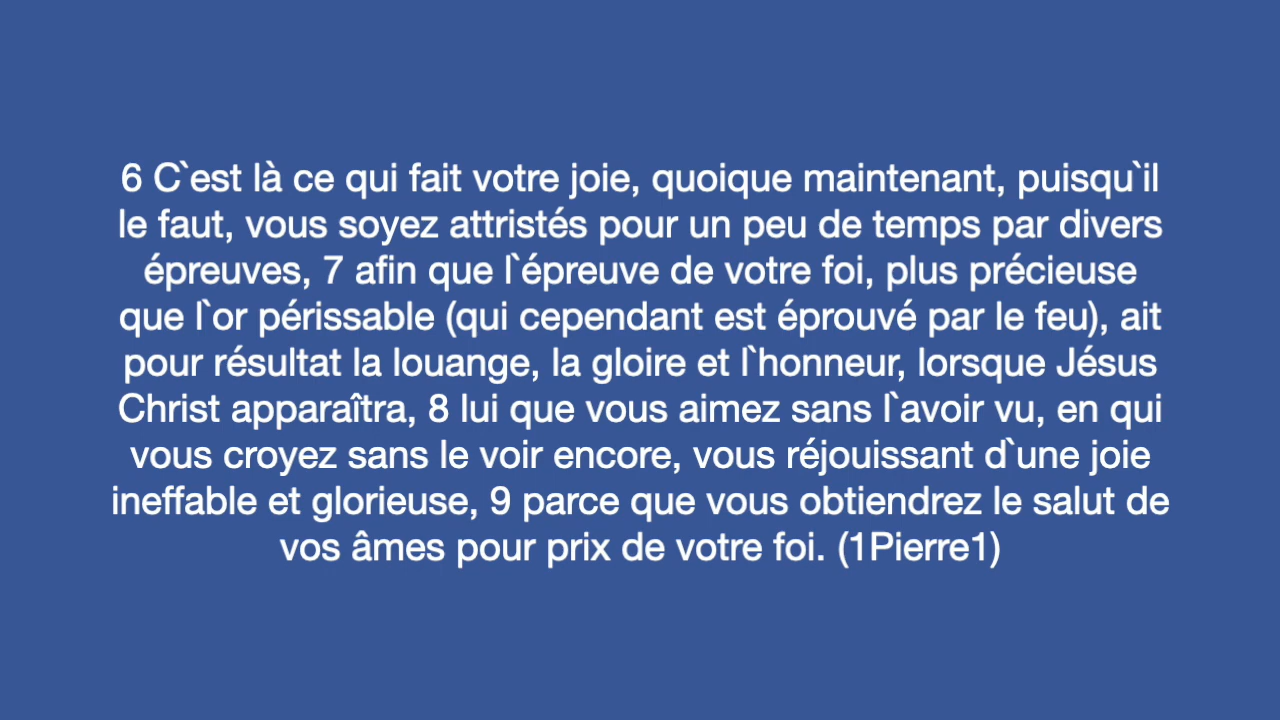 6 C`est là ce qui fait votre joie, quoique maintenant, puisqu`il
le faut, vous soyez attristés pour un peu de temps par divers
épreuves, 7 afin que l`épreuve de votre foi, plus précieuse
que l`or périssable (qui cependant est éprouvé par le feu), ait
pour résultat la louange, la gloire et l`honneur, lorsque Jésus
Christ apparaîtra, 8 lui que vous aimez sans l`avoir vu, en qui
vous croyez sans le voir encore, vous réjouissant d`une joie
ineffable et glorieuse, 9 parce que vous obtiendrez le salut de
vos âmes pour prix de votre foi. (1Pierre1)